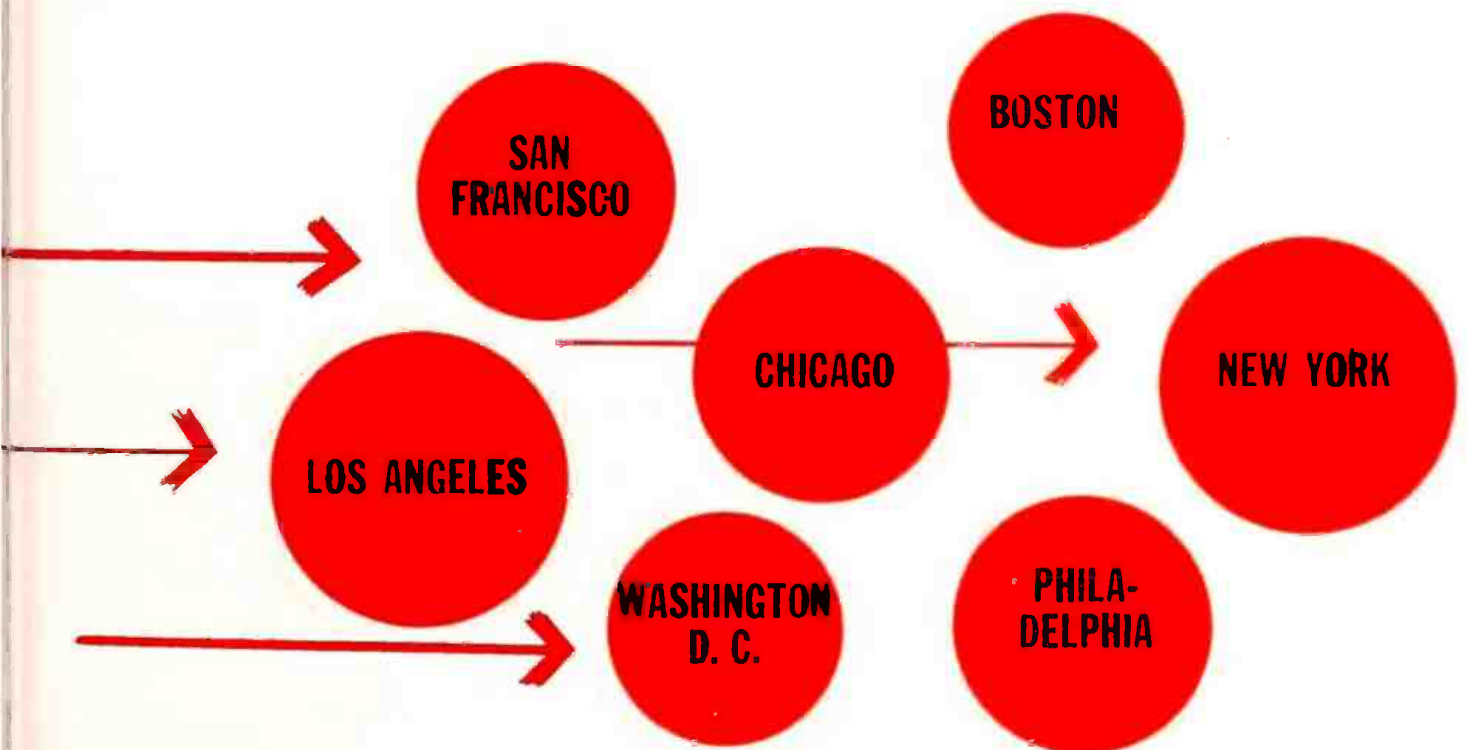 BOSTON
SAN
FRANCISCO
CHICAGO
NEW YORK
LOS ANGELES
WASHINGTON
D. C.
PHILA-
DELPHIA